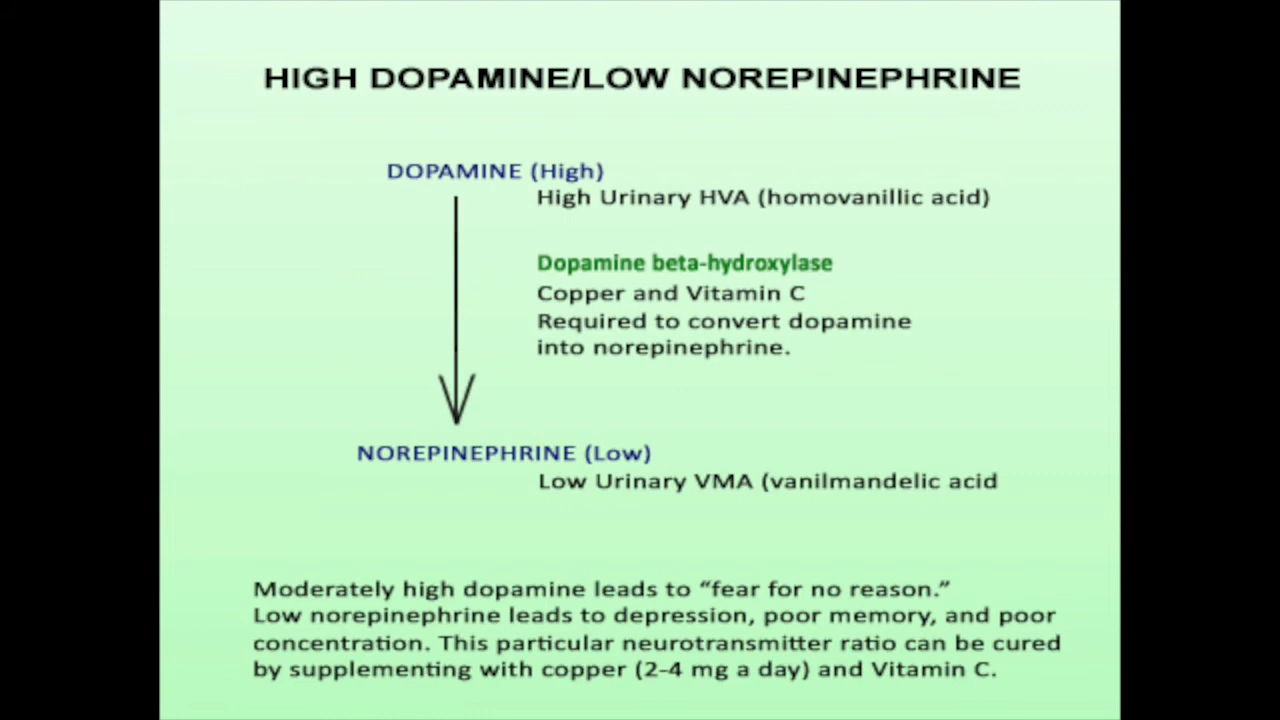 HIGH DOPAMINE/LOW NOREPINEPHRINE
DOPAMINE (High)
High Urinary HVA (homovanillic acid)
Dopamine beta-hydroxylase
Copper and Vitamin C
Required to convert dopamine
into norepinephrine.
NOREPINEPHRINE (Low)
Low Urinary VMA (vanilmandelic acid
Moderately high dopamine leads to “fear for no reason.”
Low norepinephrine leads to depression, poor memory, and poor
concentration. This particular neurotransmitter ratio can be cured
by supplementing with copper (2-4 mg a day) and Vitamin C.